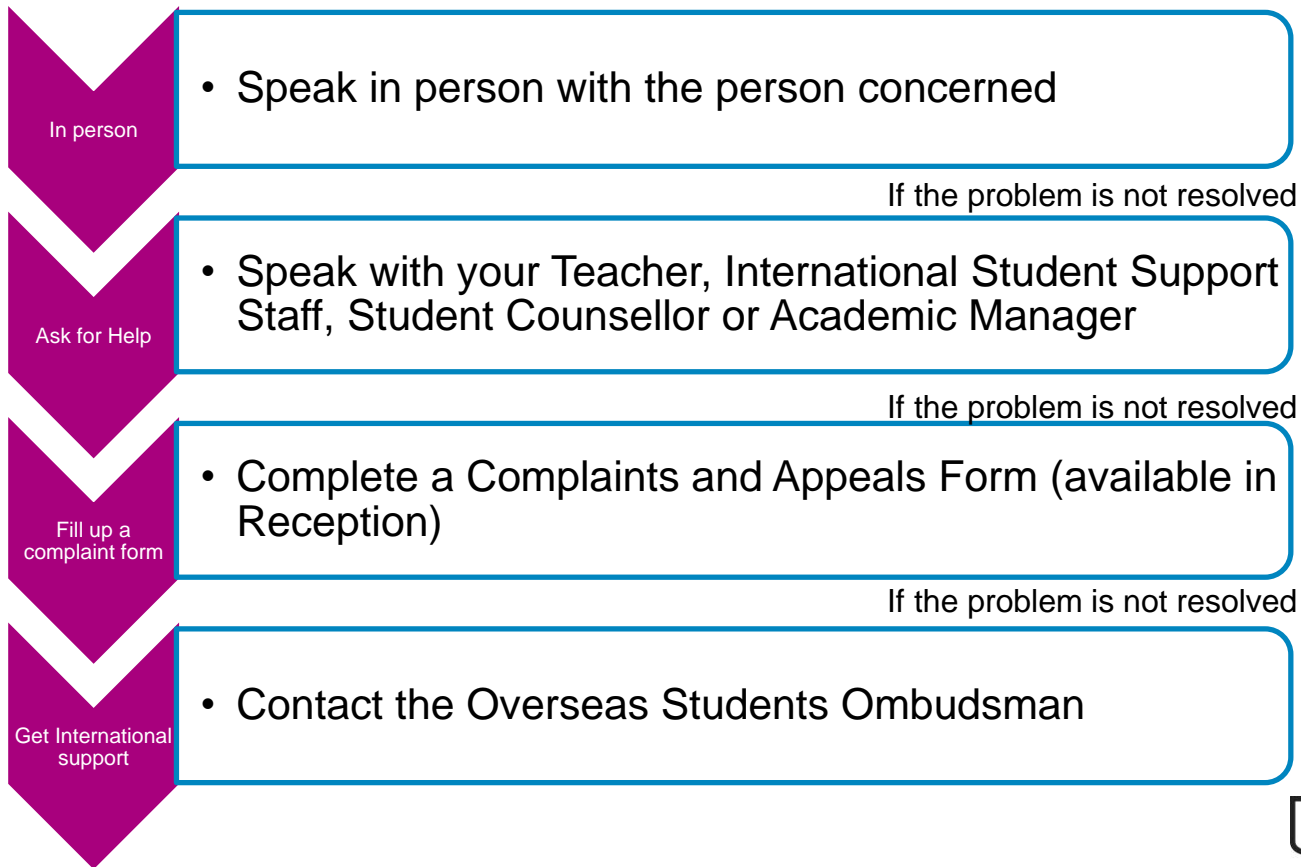 In person
• Speak in person with the person concerned
If the problem is not resolved
Ask for Help
• Speak with your Teacher, International Student Support
Staff, Student Counsellor or Academic Manager
If the problem is not resolved
Fill up a
complaint form
• Complete a Complaints and Appeals Form (available in
Reception)
If the problem is not resolved
Get International
support
• Contact the Overseas Students Ombudsman